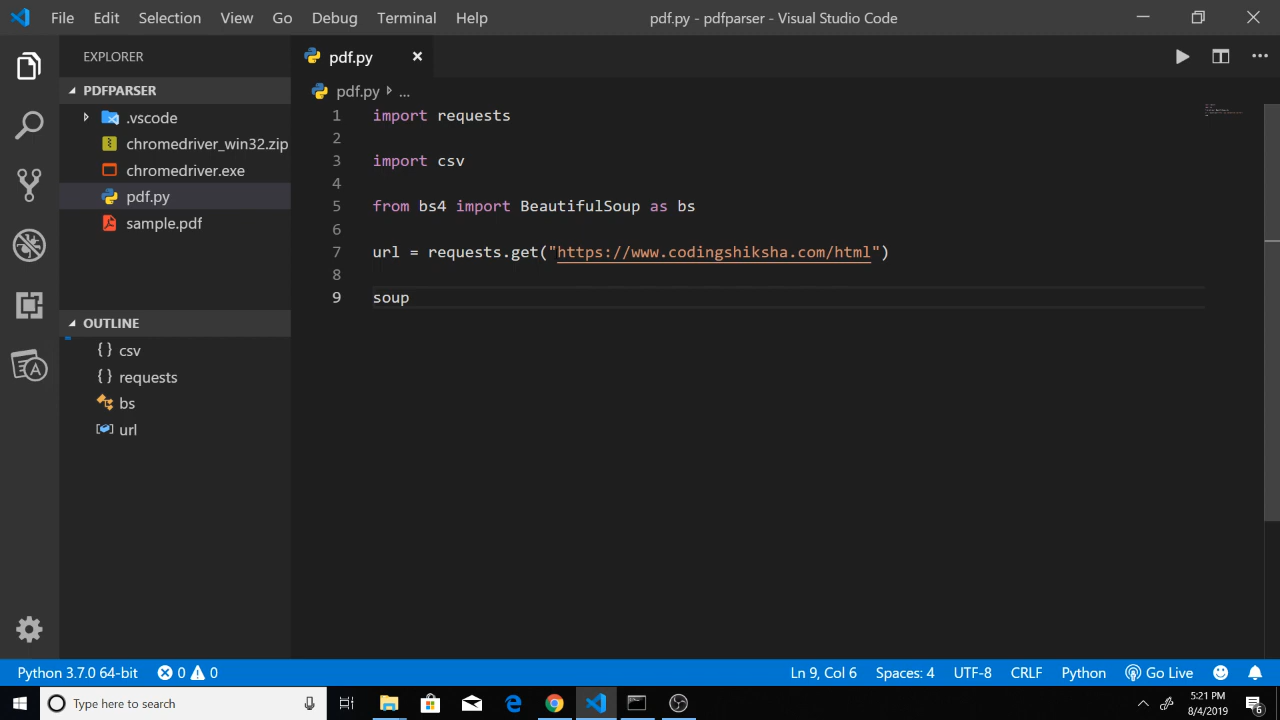 File Edit Selection View Go Debug Terminal Help pdf.py - pdfparser - Visual Studio Code
EXPLORER
PDFPARSER
.vscode
chromedriver_win32.zip
chromedriver.exe
pdf.py
sample.pdf
OUTLINE
csv
requests
bs
url
pdf.py
pdf.py ...
1 import requests
2
3 import csv
4
5 from bs4 import BeautifulSoup as bs
6
7 url = requests.get("https://www.codingshiksha.com/html")
8
9 soup
Python 3.7.0 64-bit 0 0 Ln 9, Col 6 Spaces: 4 UTF-8 CRLF Python Go Live
Type here to search
5:21 PM
8/4/2019
6